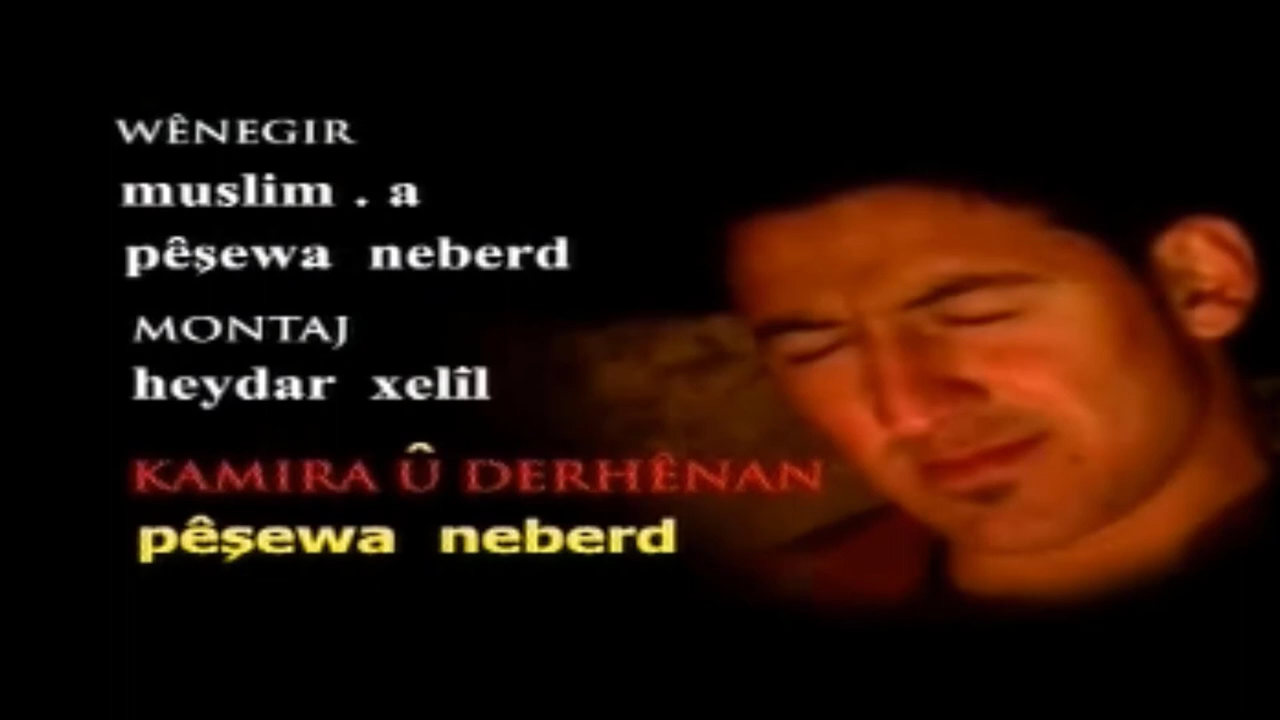 WÊNEGIR
muslim . a
pêşewa neberd
MONTAJ
heydar xelîl
KAMIRA Û DERHÊNAN
pêşewa neberd